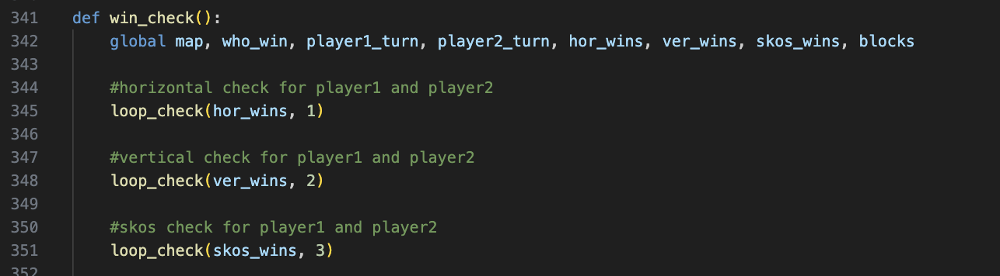 341 def win_check():
342 global map, who_win, player1_turn, player2_turn, hor_wins, ver_wins, skos_wins, blocks
343
344 #horizontal check for player1 and player2
345 loop_check(hor_wins, 1)
346
347 #vertical check for player1 and player2
348 loop_check(ver_wins, 2)
349
350 #skos check for player1 and player2
351 loop_check(skos_wins, 3)
352